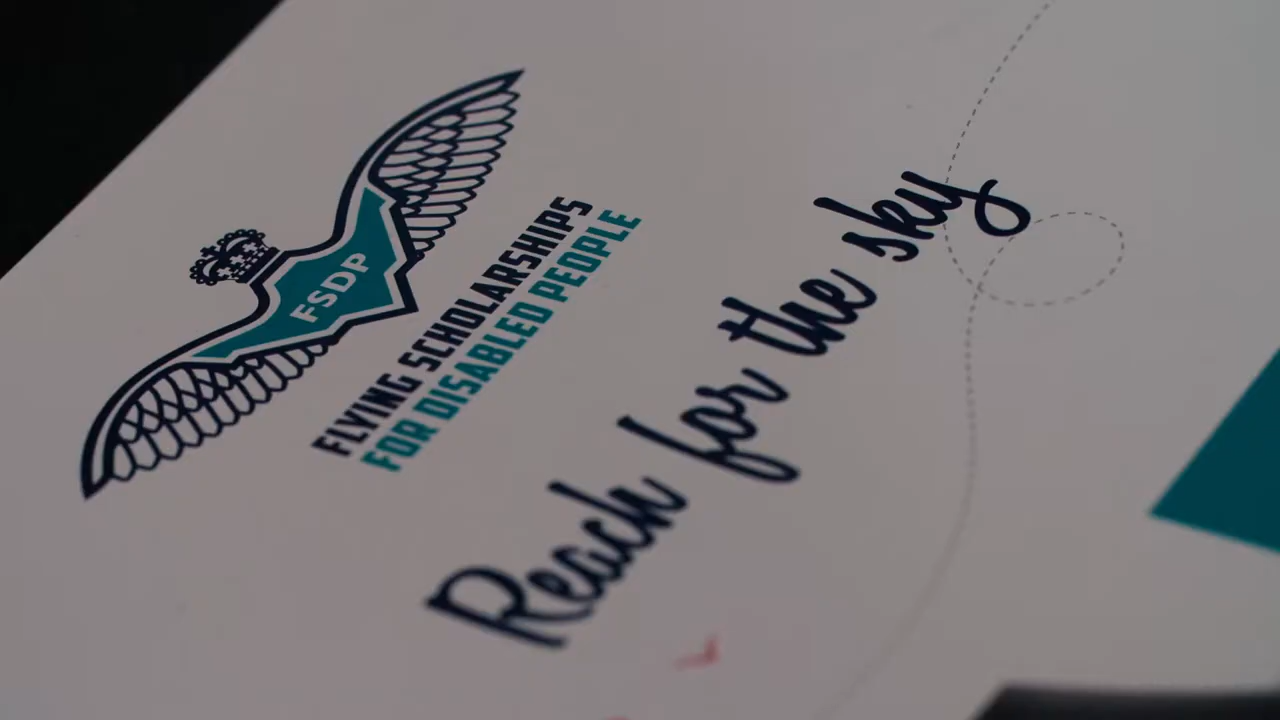 FSDP
FLYING SCHOLARSHIPS
FOR DISABLED PEOPLE
Reach for the sky